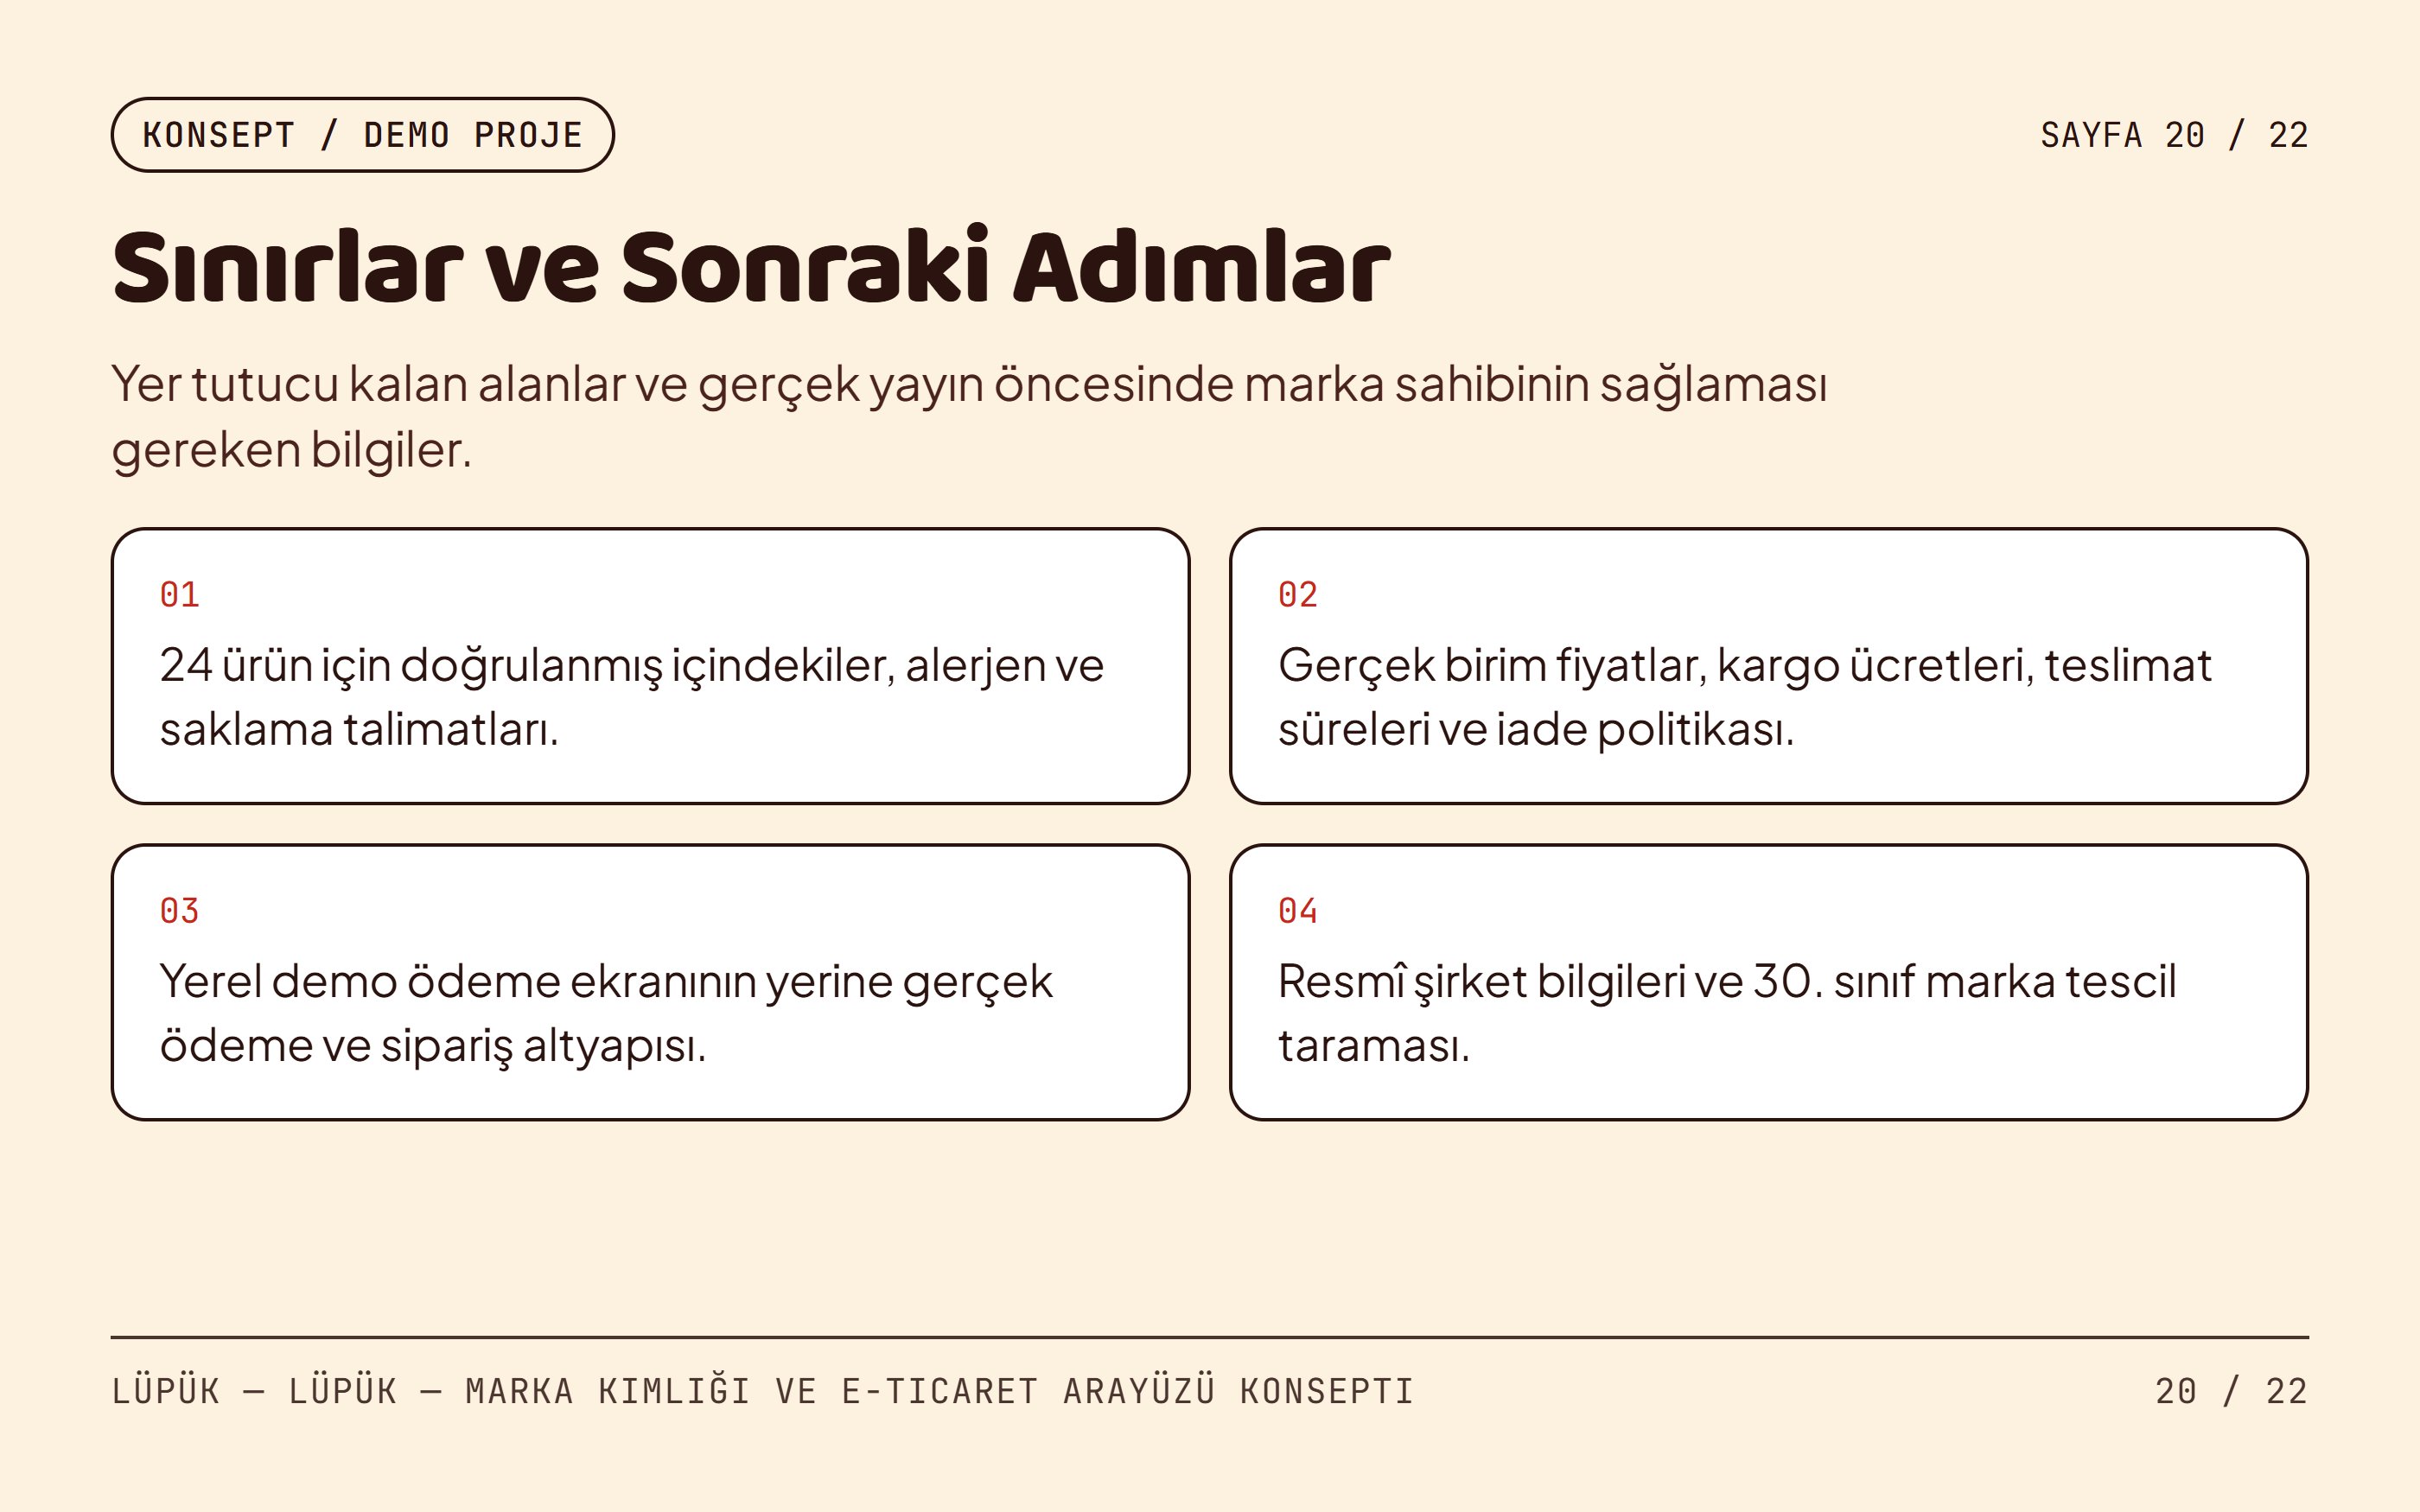 KONSEPT / DEMO PROJE
SAYFA 20 / 22
Sınırlar ve Sonraki Adımlar
Yer tutucu kalan alanlar ve gerçek yayın öncesinde marka sahibinin sağlaması
gereken bilgiler.
01
24 ürün için doğrulanmış içindekiler, alerjen ve
saklama talimatları.
02
Gerçek birim fiyatlar, kargo ücretleri, teslimat
süreleri ve iade politikası.
03
Yerel demo ödeme ekranının yerine gerçek
ödeme ve sipariş altyapısı.
04
Resmî şirket bilgileri ve 30. sınıf marka tescil
taraması.
LÜPÜK — LÜPÜK — MARKA KIMLIĞI VE E-TICARET ARAYÜZÜ KONSEPTI
20 / 22